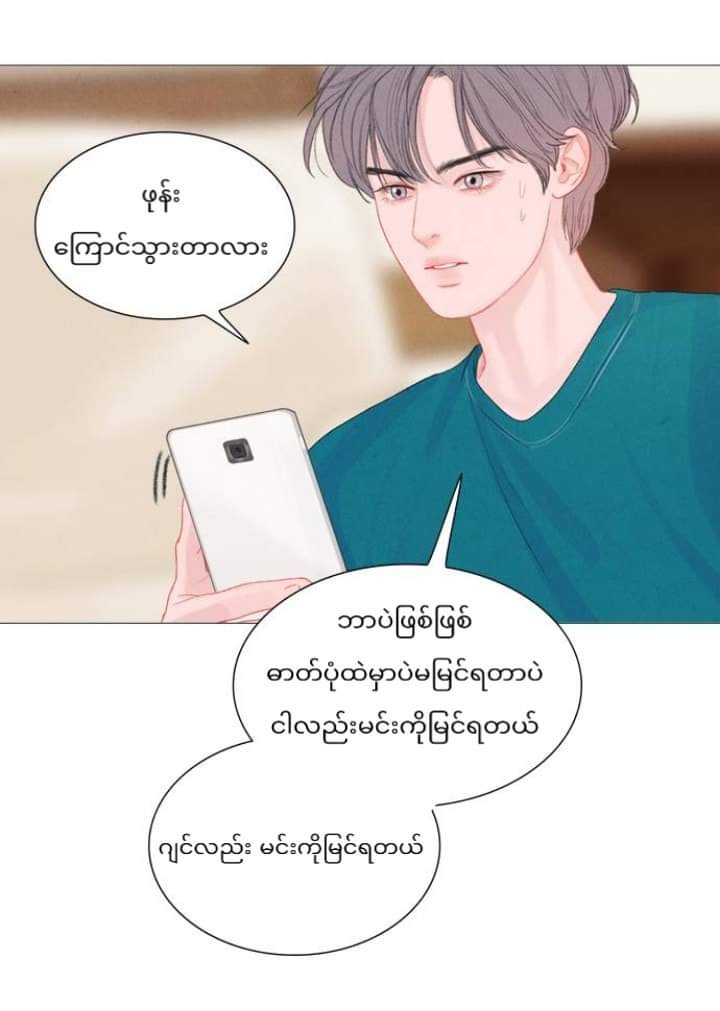 ဖုန်း
ကြောင်သွားတာလား
ဘာပဲဖြစ်ဖြစ်
ဓာတ်ပုံထဲမှာပဲမမြင်ရတာပဲ
ငါလည်းမင်းကိုမြင်ရတယ်
ဂျင်လည်း မင်းကိုမြင်ရတယ်